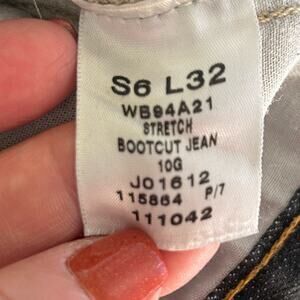 S6 L32
WB94A21
STRETCH
BOOTCUT JEAN
10G
J01612
115864 P/7
111042